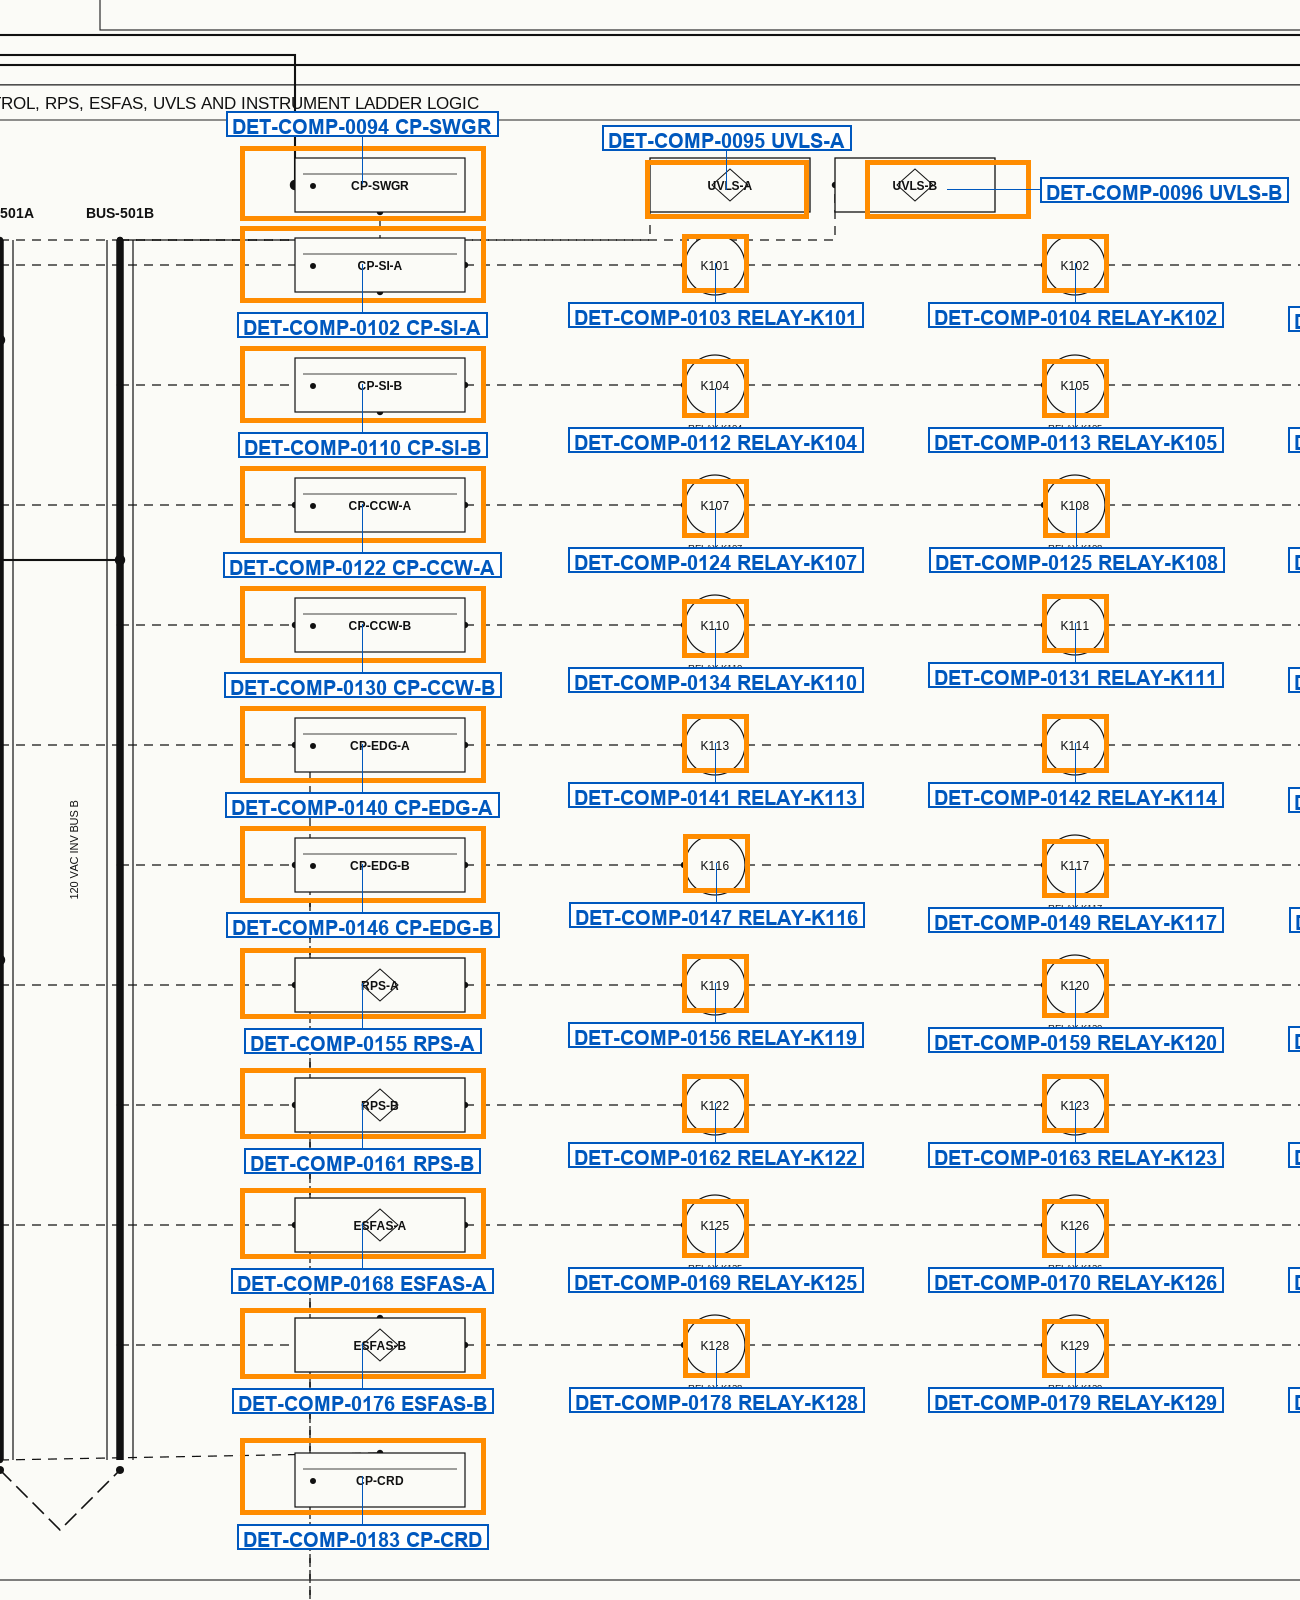 TROL, RPS, ESFAS, UVLS AND INSTRUMENT LADDER LOGIC
DET-COMP-0094 CP-SWGR
DET-COMP-0095 UVLS-A
CP-SWGR
UVLS-A
UVLS-B
DET-COMP-0096 UVLS-B
501A
BUS-501B
CP-SI-A
K101
K102
DET-COMP-0102 CP-SI-A
DET-COMP-0103 RELAY-K101
DET-COMP-0104 RELAY-K102
CP-SI-B
K104
K105
DET-COMP-0110 CP-SI-B
DET-COMP-0112 RELAY-K104
DET-COMP-0113 RELAY-K105
CP-CCW-A
K107
K108
DET-COMP-0122 CP-CCW-A
DET-COMP-0124 RELAY-K107
DET-COMP-0125 RELAY-K108
CP-CCW-B
K110
K111
DET-COMP-0130 CP-CCW-B
DET-COMP-0134 RELAY-K110
DET-COMP-0131 RELAY-K111
CP-EDG-A
K113
K114
DET-COMP-0140 CP-EDG-A
DET-COMP-0141 RELAY-K113
DET-COMP-0142 RELAY-K114
120 VAC INV BUS B
CP-EDG-B
K116
K117
DET-COMP-0146 CP-EDG-B
DET-COMP-0147 RELAY-K116
DET-COMP-0149 RELAY-K117
RPS-A
K119
K120
DET-COMP-0155 RPS-A
DET-COMP-0156 RELAY-K119
DET-COMP-0159 RELAY-K120
RPS-B
K122
K123
DET-COMP-0161 RPS-B
DET-COMP-0162 RELAY-K122
DET-COMP-0163 RELAY-K123
ESFAS-A
K125
K126
DET-COMP-0168 ESFAS-A
DET-COMP-0169 RELAY-K125
DET-COMP-0170 RELAY-K126
ESFAS-B
K128
K129
DET-COMP-0176 ESFAS-B
DET-COMP-0178 RELAY-K128
DET-COMP-0179 RELAY-K129
CP-CRD
DET-COMP-0183 CP-CRD